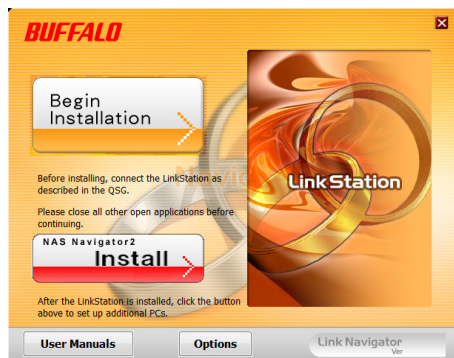 BUFFALO
Begin
Installation
Before installing, connect the LinkStation as
described in the QSG.
Please close all other open applications before
continuing.
NAS Navigator2
Install
After the LinkStation is installed, click the button
above to set up additional PCs.
LinkStation
User Manuals
Options
Link Navigator
Ver